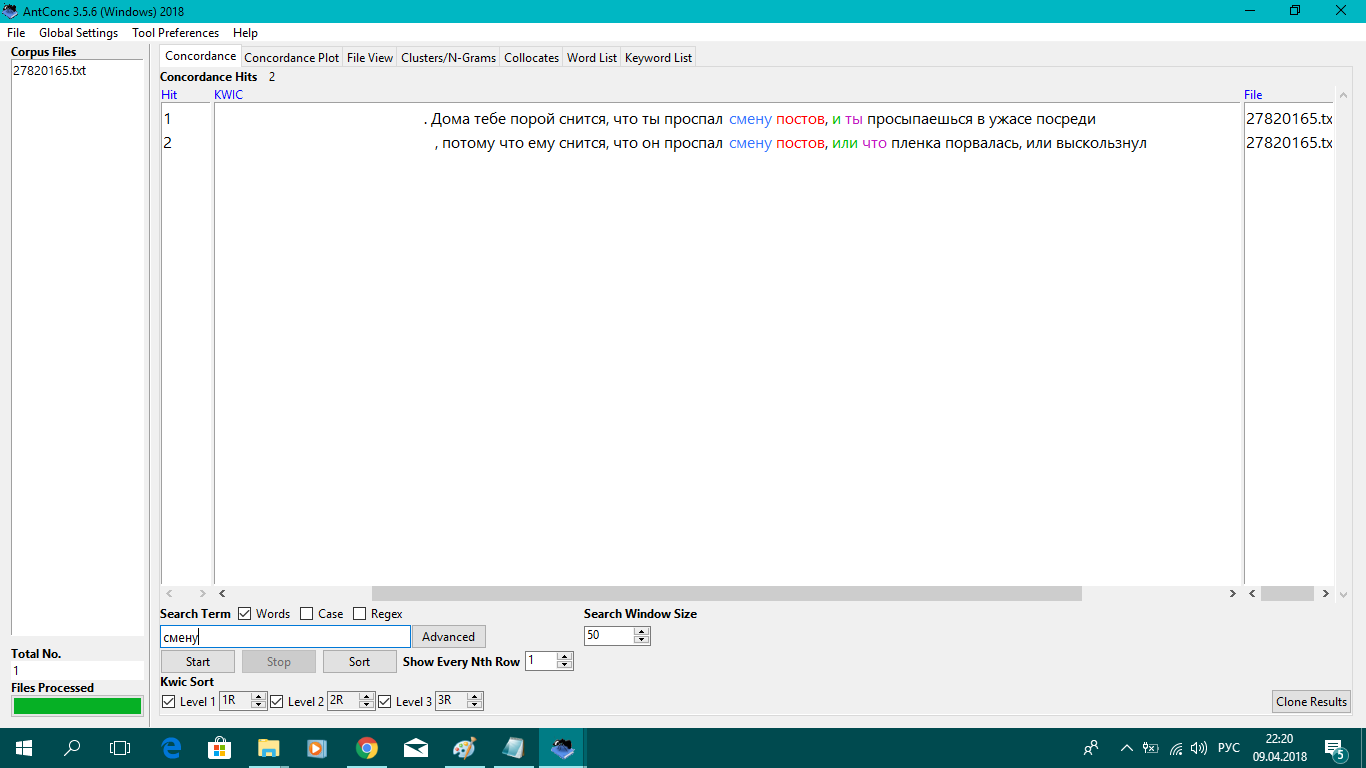 AntConc 3.5.6 (Windows) 2018
File Global Settings Tool Preferences Help
Corpus Files
27820165.txt
Concordance Concordance Plot File View Clusters/N-Grams Collocates Word List Keyword List
Concordance Hits 2
Hit KWIC File
1 . Дома тебе порой снится, что ты проспал смену постов, и ты просыпаешься в ужасе посреди 27820165.tx
2 , потому что ему снится, что он проспал смену постов, или что пленка порвалась, или выскользнул 27820165.tx
Search Term Words Case Regex Search Window Size
смену Advanced 50
Start Stop Sort Show Every Nth Row 1
Kwic Sort
Level 1 1R Level 2 2R Level 3 3R Clone Results
Total No.
1
Files Processed
РУС 22:20
09.04.2018 5